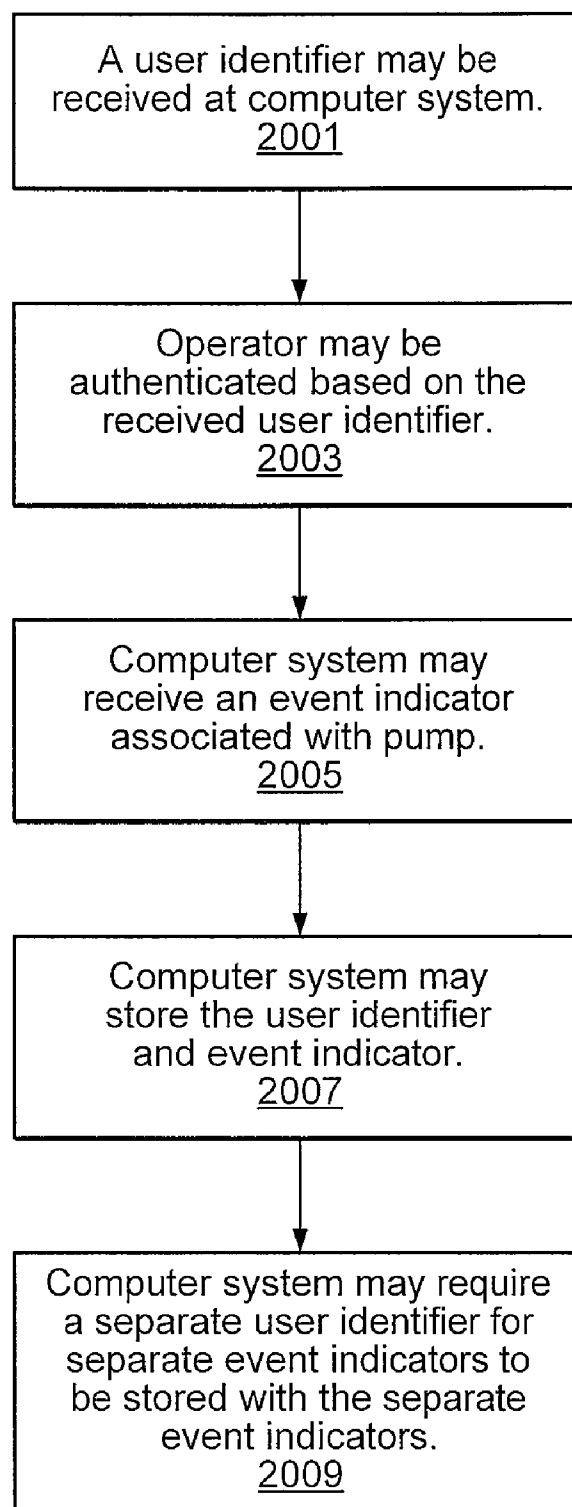 A user identifier may be
received at computer system.
2001
Operator may be
authenticated based on the
received user identifier.
2003
Computer system may
receive an event indicator
associated with pump.
2005
Computer system may
store the user identifier
and event indicator.
2007
Computer system may require
a separate user identifier for
separate event indicators to
be stored with the separate
event indicators.
2009